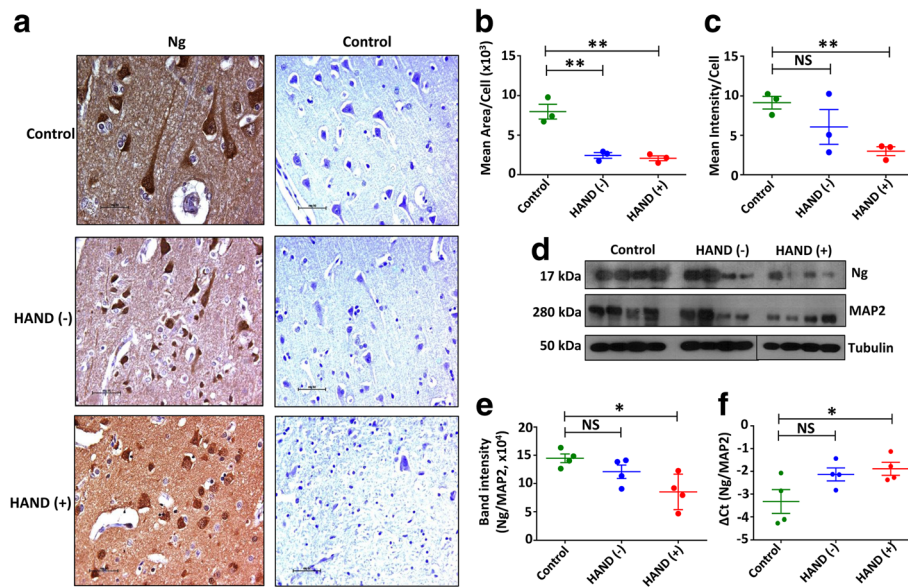 a
Ng
Control
Control
HAND (-)
HAND (+)
b
**
**
Mean Area/Cell (x10³)
15
10
5
0
Control
HAND (-)
HAND (+)
c
**
NS
Mean Intensity/Cell
15
10
5
0
Control
HAND (-)
HAND (+)
d
Control HAND (-) HAND (+)
17 kDa Ng
280 kDa MAP2
50 kDa Tubulin
e
*
NS
Band intensity
(Ng/MAP2, x10⁴)
20
15
10
5
0
Control
HAND (-)
HAND (+)
f
*
NS
ΔCt (Ng/MAP2)
0
-1
-2
-3
-4
-5
Control
HAND (-)
HAND (+)